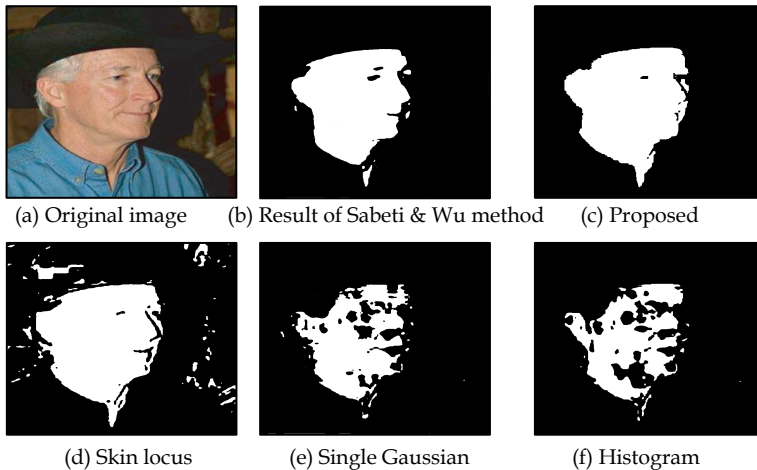 (a) Original image
(b) Result of Sabeti & Wu method
(c) Proposed
(d) Skin locus
(e) Single Gaussian
(f) Histogram